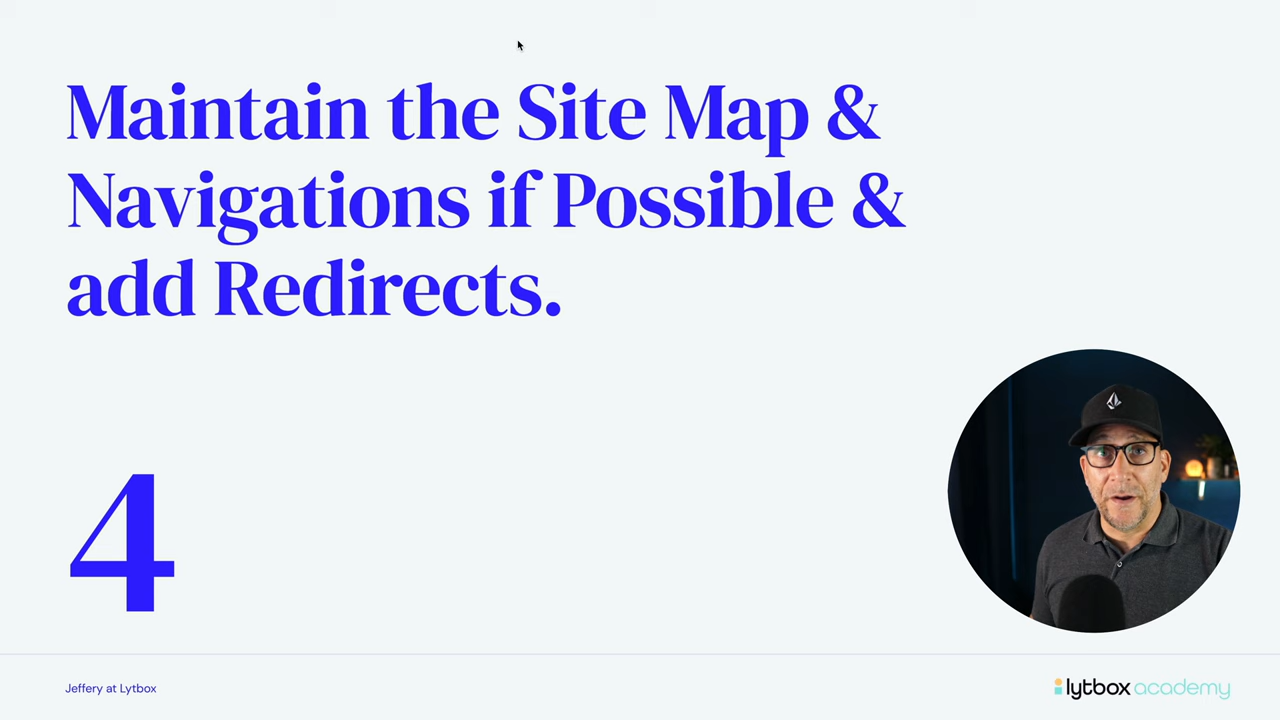 Maintain the Site Map &
Navigations if Possible &
add Redirects.
4
Jeffery at Lytbox
lytbox academy